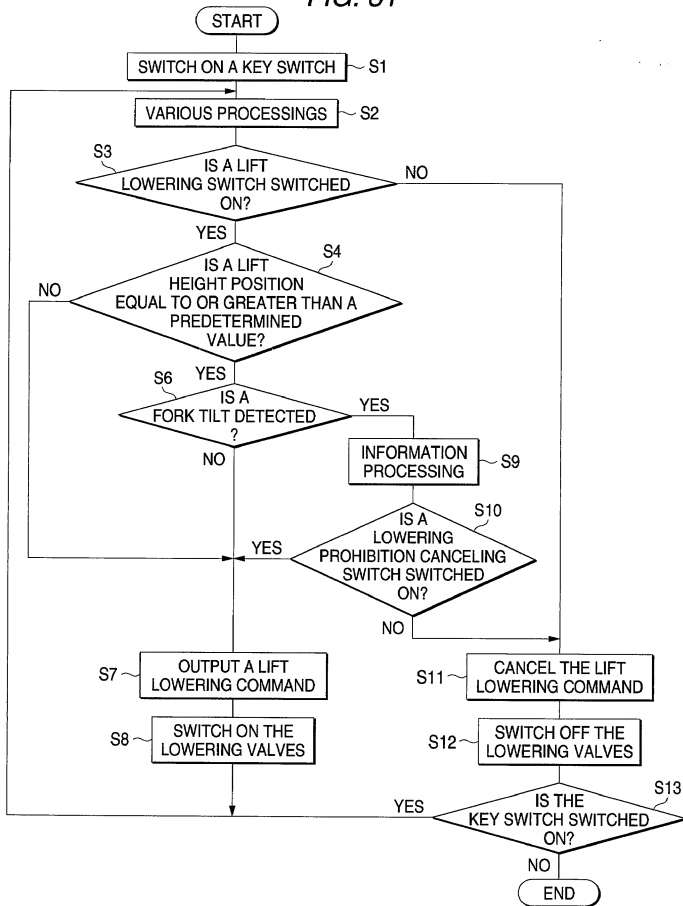 START
SWITCH ON A KEY SWITCH
S1
VARIOUS PROCESSINGS
S2
S3
IS A LIFT
LOWERING SWITCH SWITCHED
ON?
NO
YES
S4
IS A LIFT
HEIGHT POSITION
EQUAL TO OR GREATER THAN A
PREDETERMINED
VALUE?
NO
YES
S6
IS A
FORK TILT DETECTED
?
YES
NO
INFORMATION
PROCESSING
S9
S10
IS A
LOWERING
PROHIBITION CANCELING
SWITCH SWITCHED
ON?
YES
NO
S7
OUTPUT A LIFT
LOWERING COMMAND
S11
CANCEL THE LIFT
LOWERING COMMAND
S8
SWITCH ON THE
LOWERING VALVES
S12
SWITCH OFF THE
LOWERING VALVES
S13
IS THE
KEY SWITCH SWITCHED
ON?
YES
NO
END